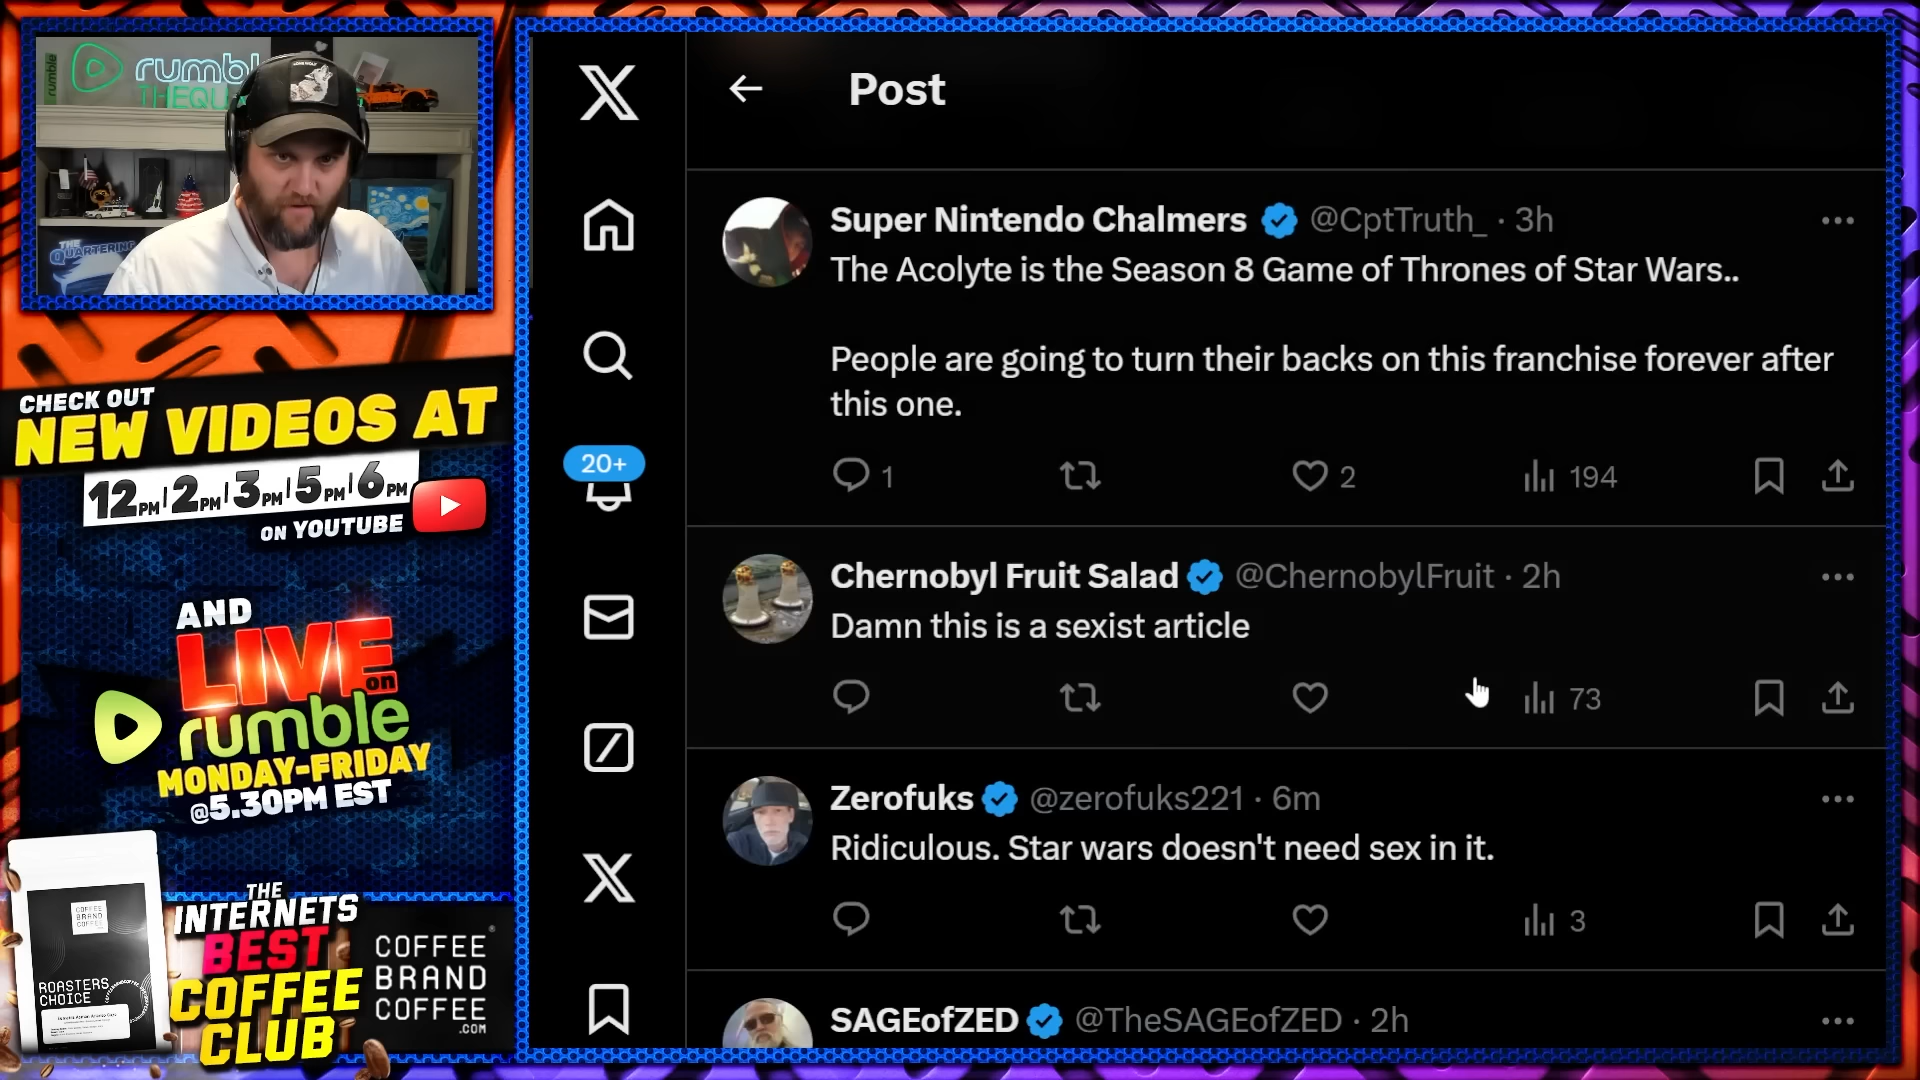 rumble
THEQU
rumble
LONE WOLF
THE
QUARTERING
CHECK OUT
NEW VIDEOS AT
12PM|2PM|3PM|5PM|6PM
ON YOUTUBE
AND
LIVE on
rumble
MONDAY-FRIDAY
@5.30PM EST
COFFEE
BRAND
COFFEE
ROASTERS
CHOICE
THE
INTERNETS
BEST
COFFEE
CLUB
COFFEE®
BRAND
COFFEE
.COM
X
20+
X
Post
Super Nintendo Chalmers @CptTruth_ · 3h
The Acolyte is the Season 8 Game of Thrones of Star Wars..
People are going to turn their backs on this franchise forever after
this one.
1 2 194
Chernobyl Fruit Salad @ChernobylFruit · 2h
Damn this is a sexist article
73
Zerofuks @zerofuks221 · 6m
Ridiculous. Star wars doesn't need sex in it.
3
SAGEofZED @TheSAGEofZED · 2h